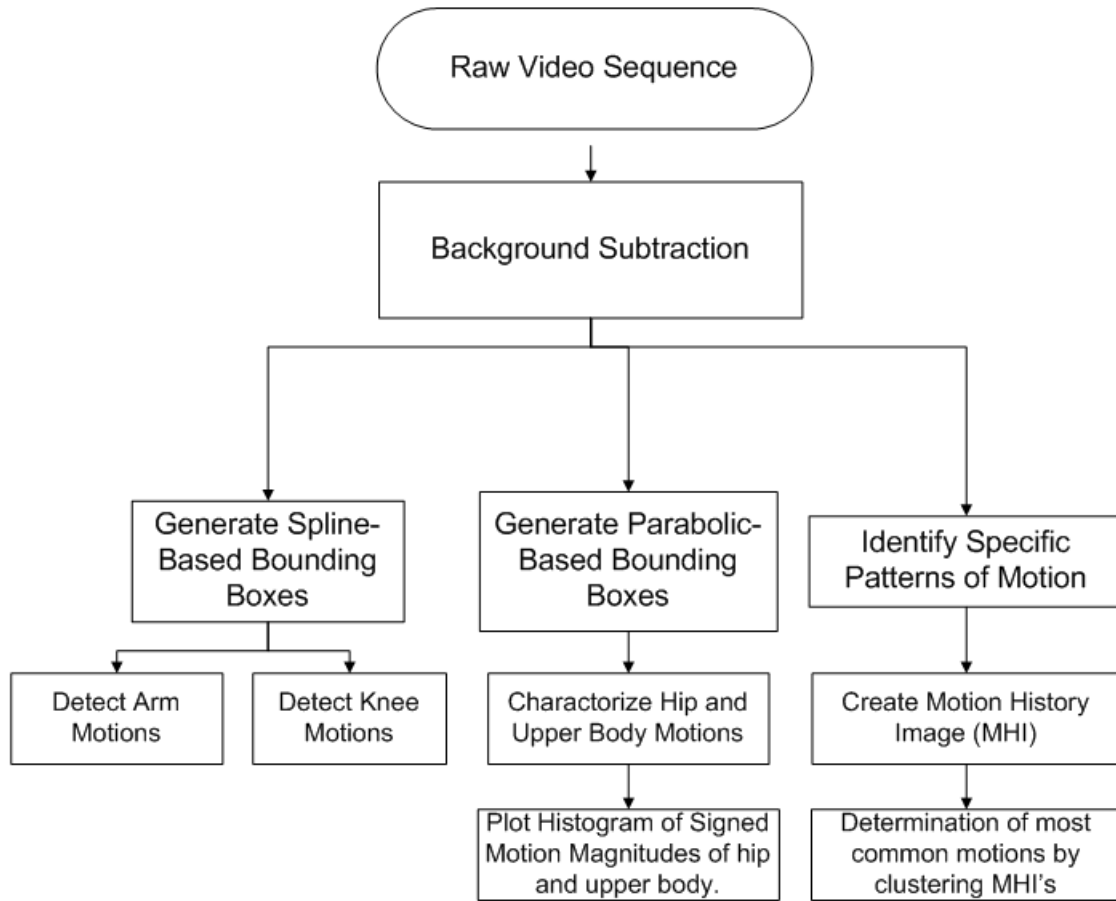 Raw Video Sequence
Background Subtraction
Generate Spline-
Based Bounding
Boxes
Generate Parabolic-
Based Bounding
Boxes
Identify Specific
Patterns of Motion
Detect Arm
Motions
Detect Knee
Motions
Charactorize Hip and
Upper Body Motions
Create Motion History
Image (MHI)
Plot Histogram of Signed
Motion Magnitudes of hip
and upper body.
Determination of most
common motions by
clustering MHI's